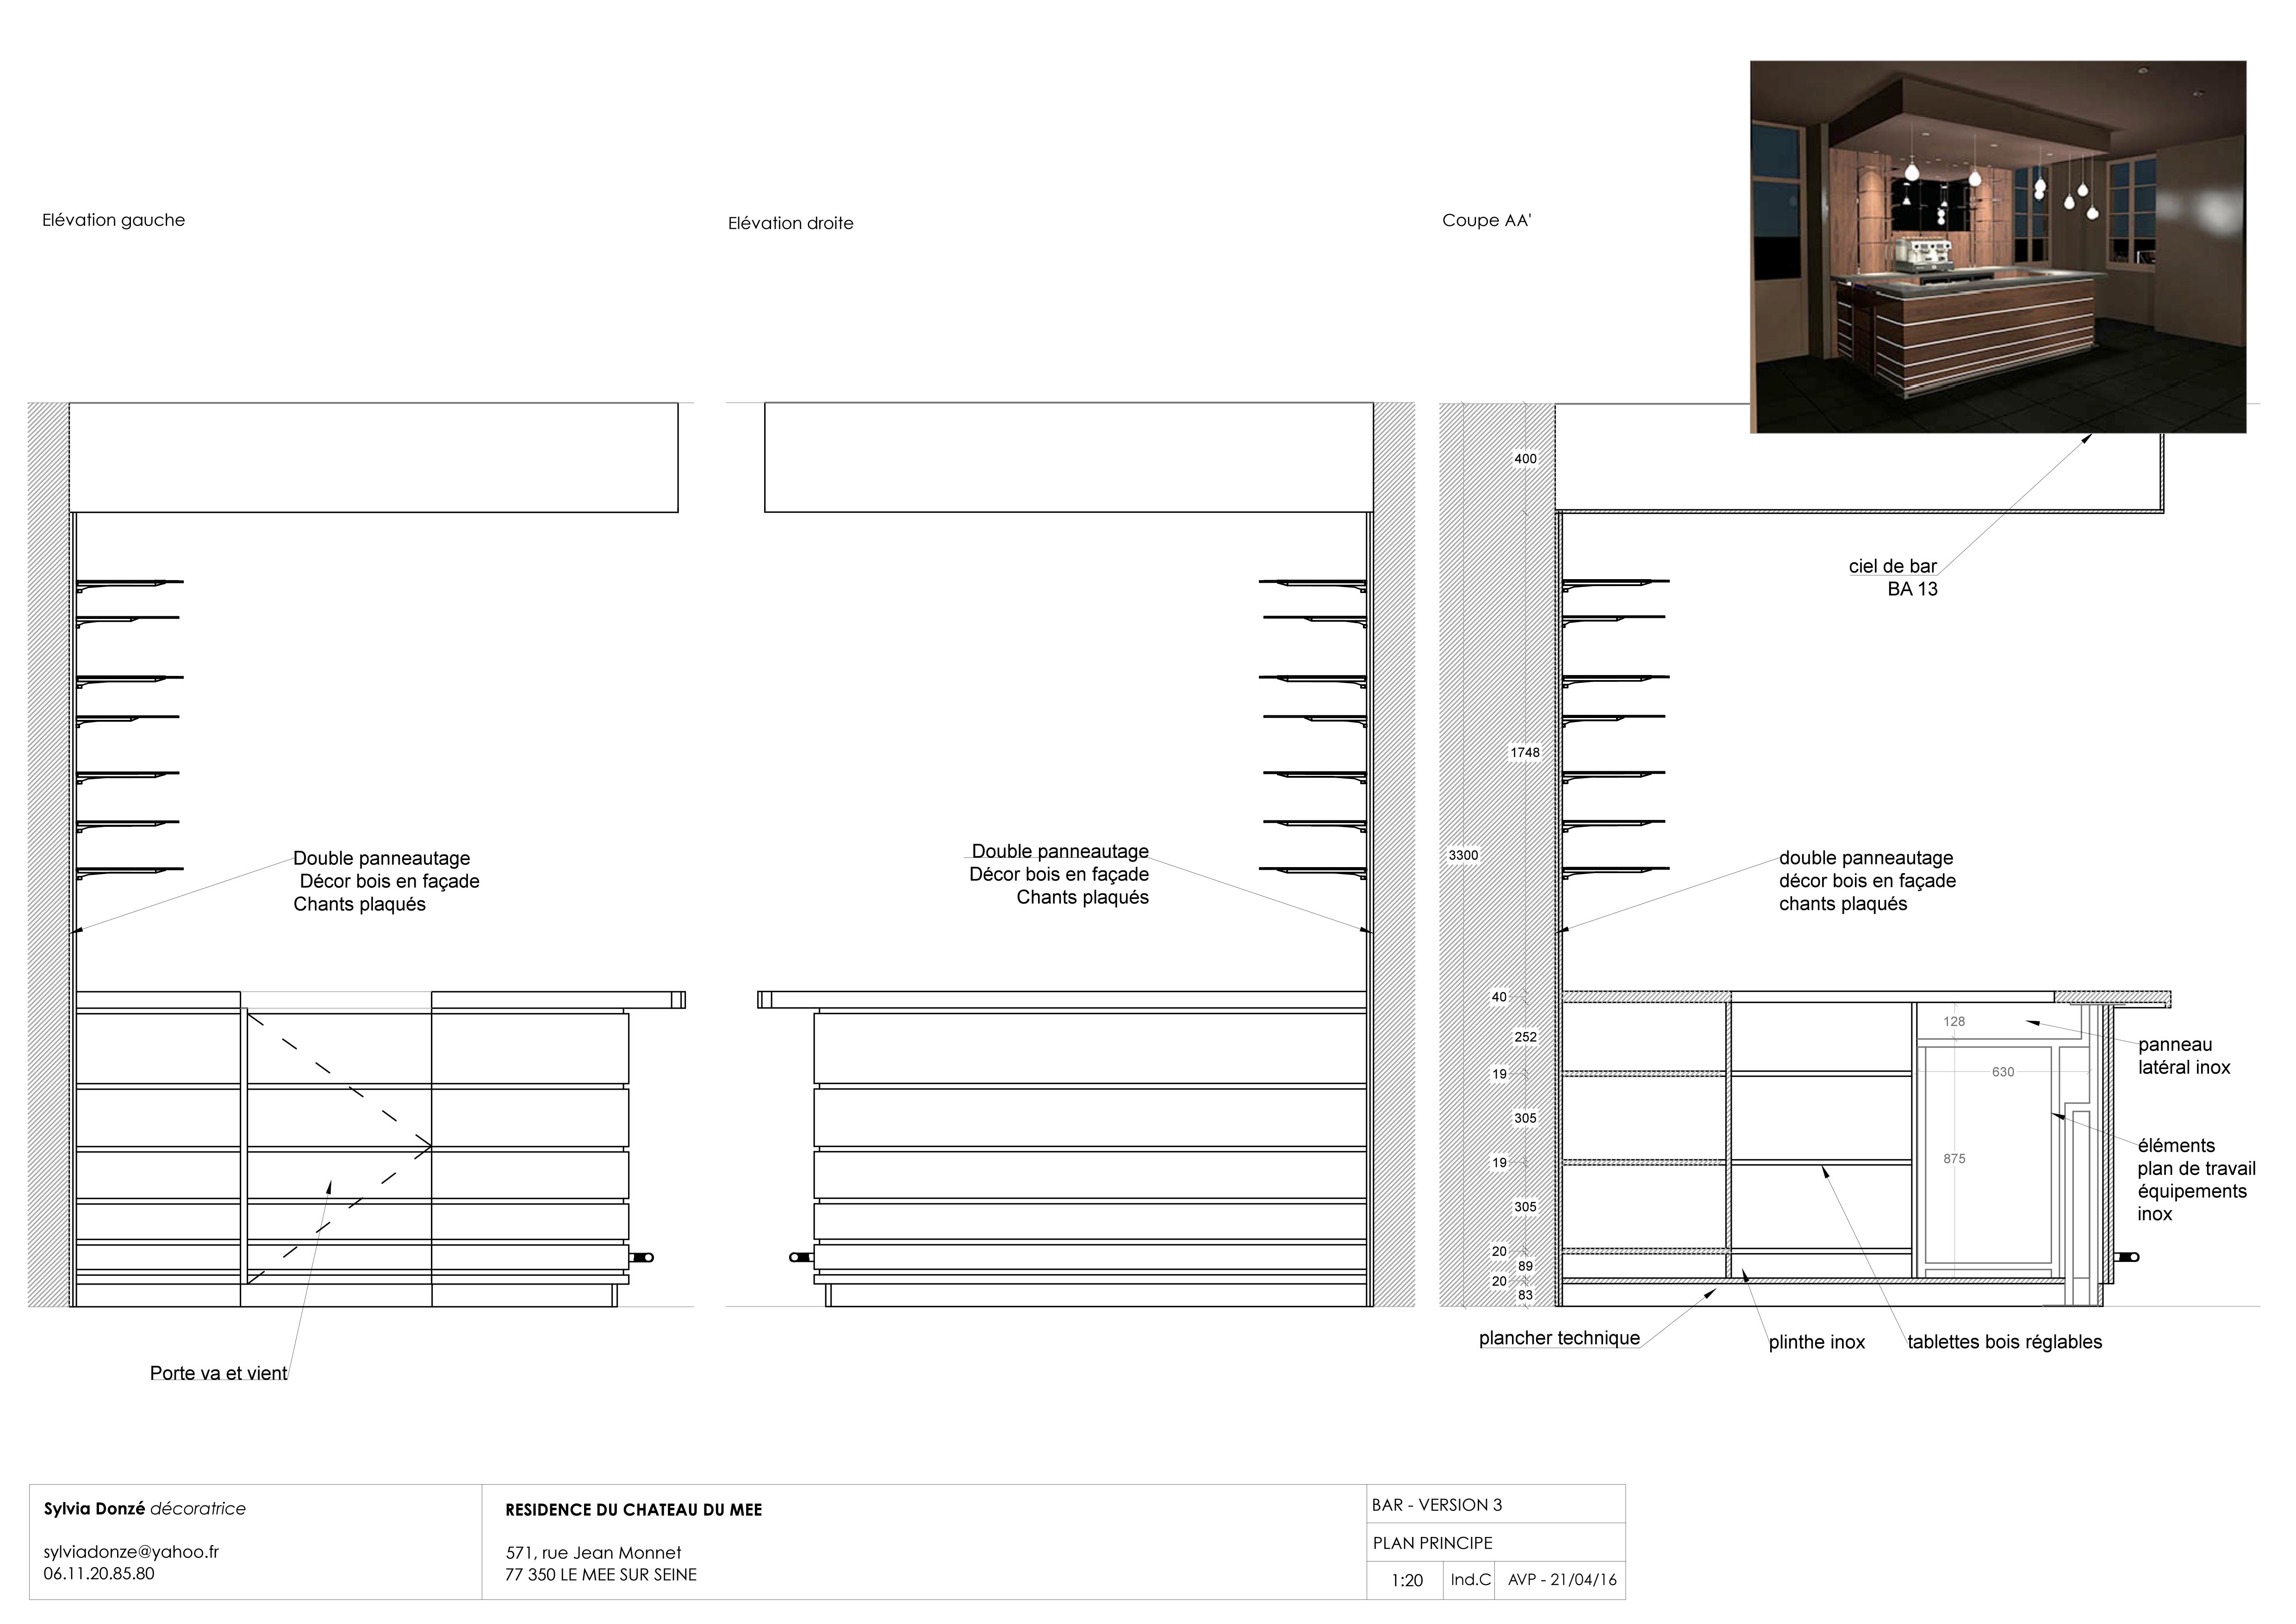 Elévation gauche
Elévation droite
Coupe AA'
400
ciel de bar
BA 13
1748
3300
Double panneautage
Décor bois en façade
Chants plaqués
Double panneautage
Décor bois en façade
Chants plaqués
double panneautage
décor bois en façade
chants plaqués
40
252
19
305
19
305
20
89
20
83
128
630
875
panneau
latéral inox
éléments
plan de travail
équipements
inox
Porte va et vient
plancher technique
plinthe inox
tablettes bois réglables
Sylvia Donzé décoratrice
sylviadonze@yahoo.fr
06.11.20.85.80
RESIDENCE DU CHATEAU DU MEE
571, rue Jean Monnet
77 350 LE MEE SUR SEINE
BAR - VERSION 3
PLAN PRINCIPE
1:20
Ind.C
AVP - 21/04/16